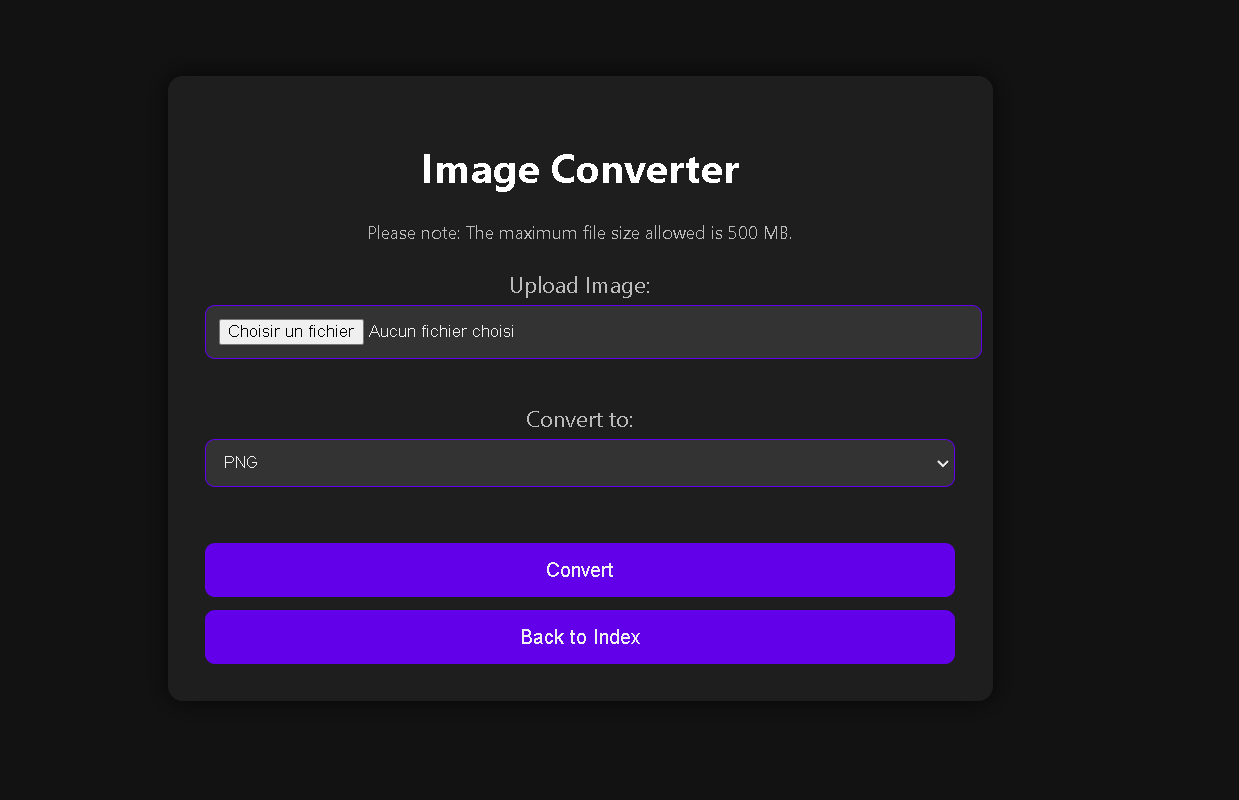 Image Converter
Please note: The maximum file size allowed is 500 MB.
Upload Image:
Choisir un fichier Aucun fichier choisi
Convert to:
PNG
Convert
Back to Index